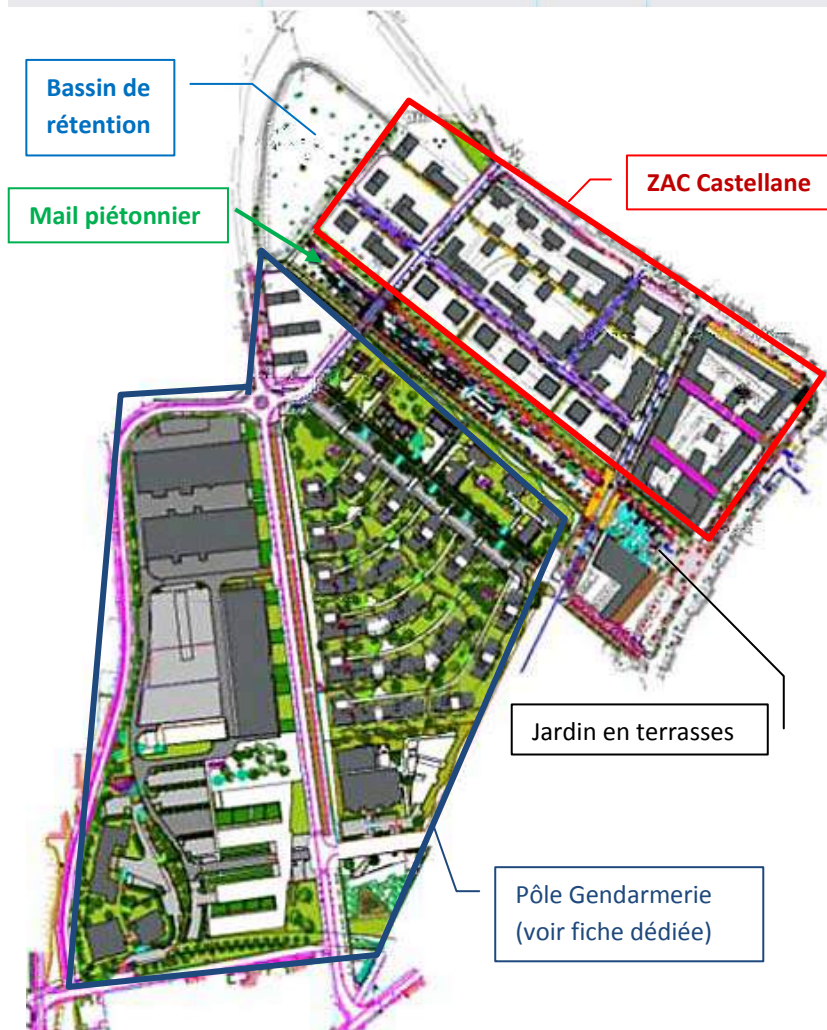 Bassin de
rétention
ZAC Castellane
Mail piétonnier
Jardin en terrasses
Pôle Gendarmerie
(voir fiche dédiée)